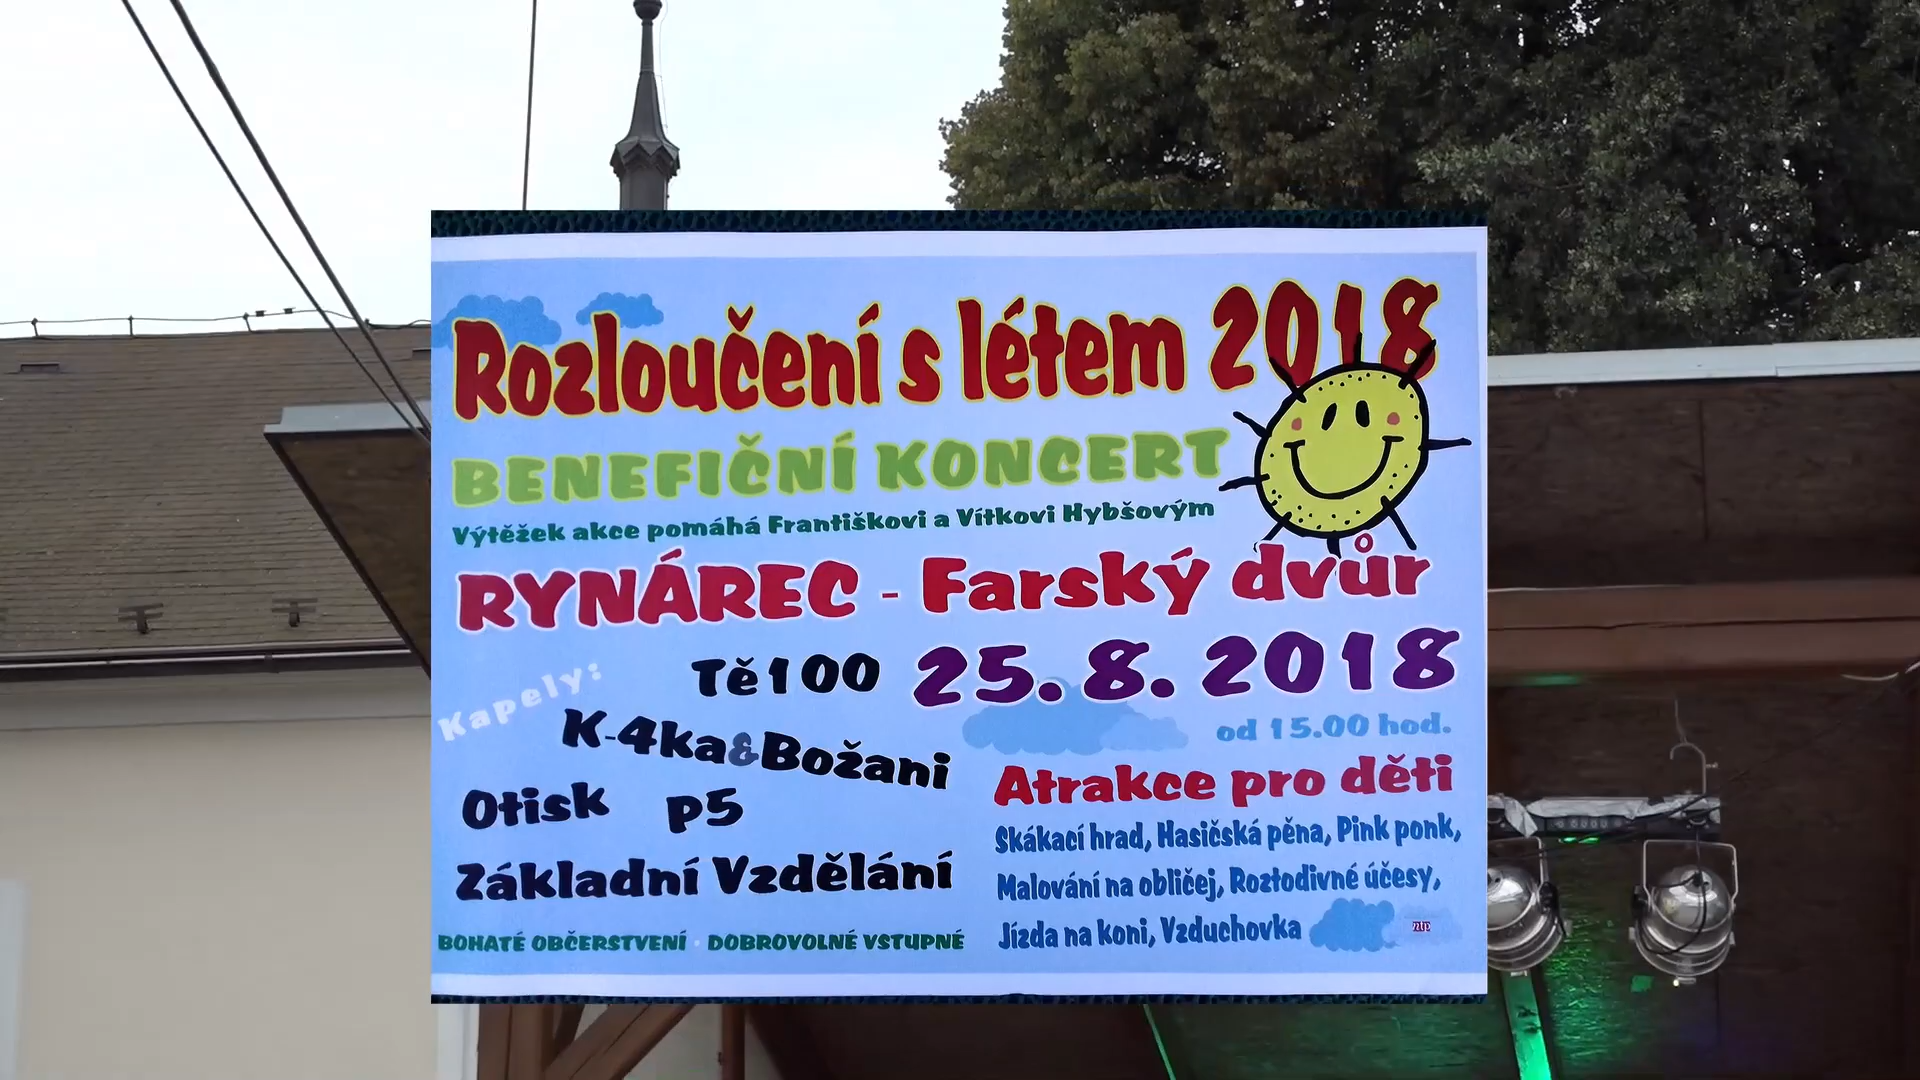 Rozloučení s létem 2018
BENEFIČNÍ KONCERT
Výtěžek akce pomáhá Františkovi a Vítkovi Hybšovým
RYNÁREC - Farský dvůr
25.8.2018
od 15.00 hod.
Kapely:
Tě100
K-4ka&Božani
Otisk p5
Základní Vzdělání
Atrakce pro děti
Skákací hrad, Hasičská pěna, Pink ponk,
Malování na obličej, Roztodivné účesy,
Jízda na koni, Vzduchovka
BOHATÉ OBČERSTVENÍ · DOBROVOLNÉ VSTUPNÉ